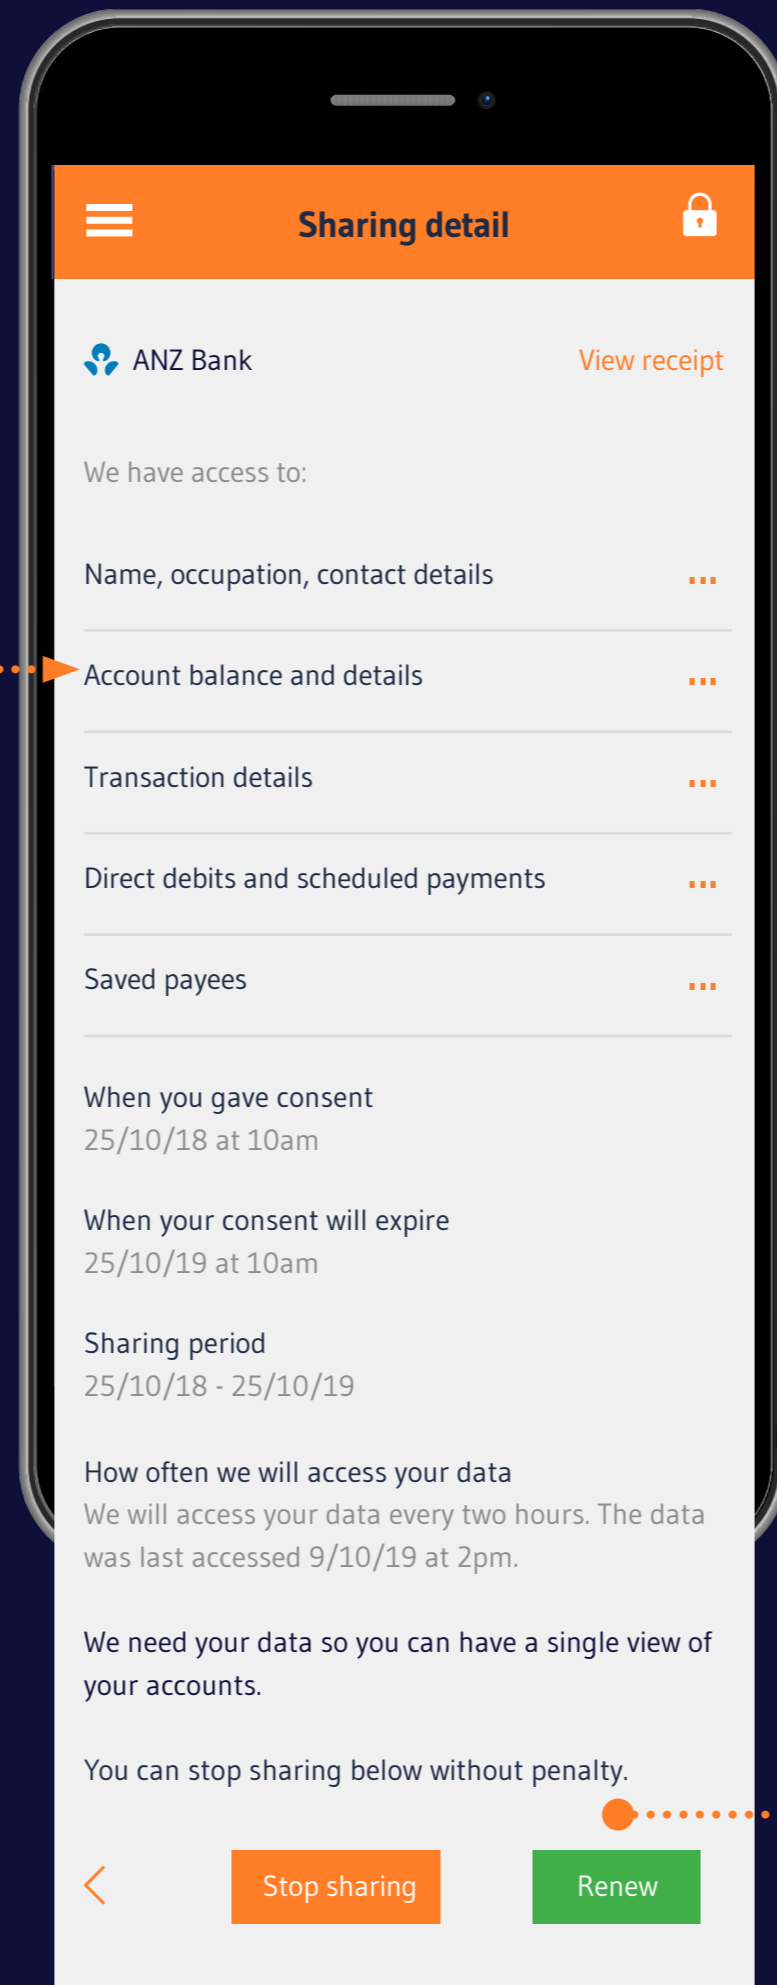 Sharing detail
ANZ Bank
View receipt
We have access to:
Name, occupation, contact details
Account balance and details
Transaction details
Direct debits and scheduled payments
Saved payees
When you gave consent
25/10/18 at 10am
When your consent will expire
25/10/19 at 10am
Sharing period
25/10/18 - 25/10/19
How often we will access your data
We will access your data every two hours. The data
was last accessed 9/10/19 at 2pm.
We need your data so you can have a single view of
your accounts.
You can stop sharing below without penalty.
Stop sharing
Renew